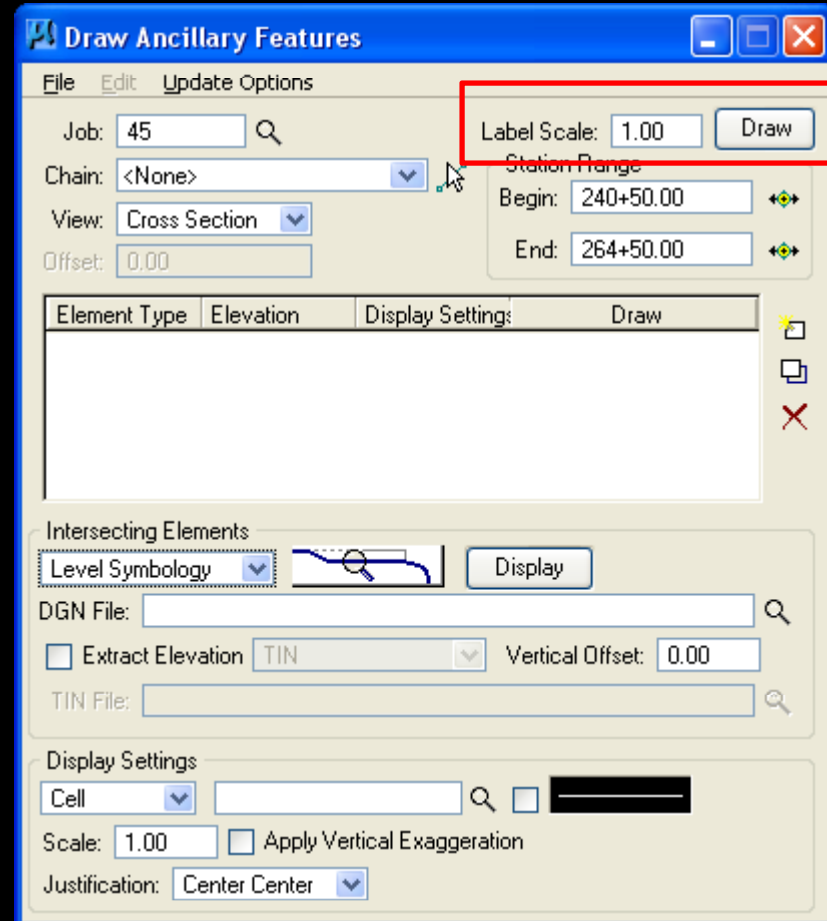 Draw Ancillary Features
File Edit Update Options
Job: 45 Label Scale: 1.00 Draw
Chain: <None> Station Range
Begin: 240+50.00
View: Cross Section
End: 264+50.00
Offset: 0.00
Element Type Elevation Display Settings Draw
Intersecting Elements
Level Symbology Display
DGN File:
Extract Elevation TIN Vertical Offset: 0.00
TIN File:
Display Settings
Cell
Scale: 1.00 Apply Vertical Exaggeration
Justification: Center Center